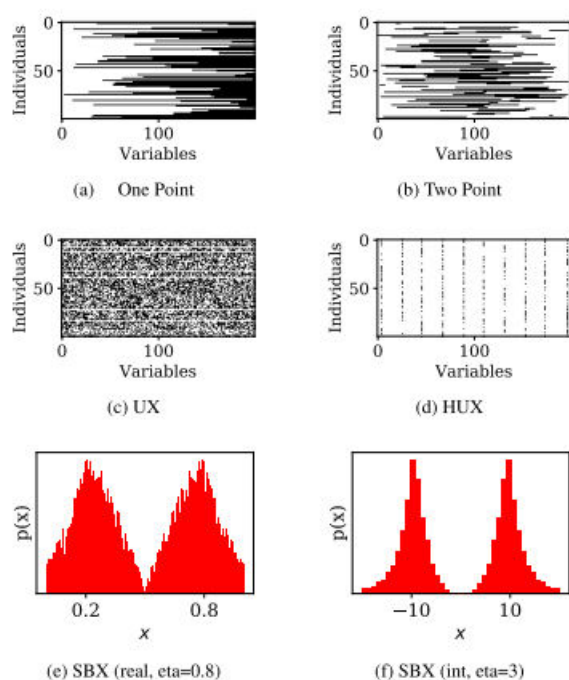 0
50
Individuals
0
100
Variables
(a) One Point
0
50
Individuals
0
100
Variables
(b) Two Point
0
50
Individuals
0
100
Variables
(c) UX
0
50
Individuals
0
100
Variables
(d) HUX
p(x)
0.2
0.8
x
(e) SBX (real, eta=0.8)
p(x)
−10
10
x
(f) SBX (int, eta=3)